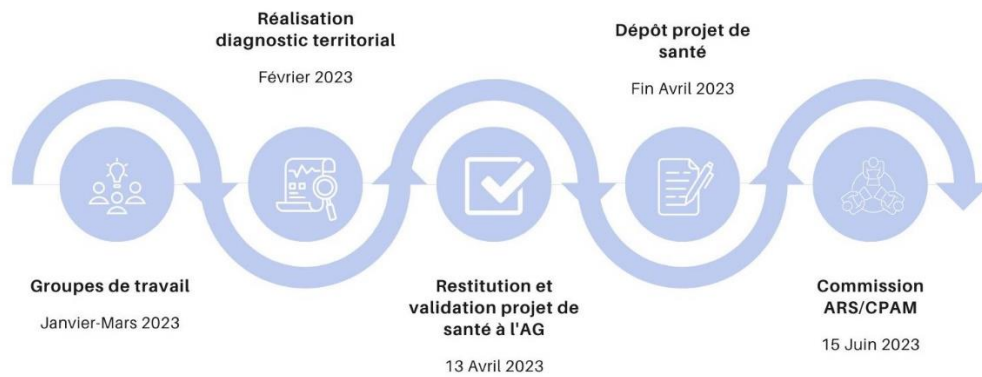 Groupes de travail
Janvier-Mars 2023
Réalisation
diagnostic territorial
Février 2023
Restitution et
validation projet de
santé à l'AG
13 Avril 2023
Dépôt projet de
santé
Fin Avril 2023
Commission
ARS/CPAM
15 Juin 2023